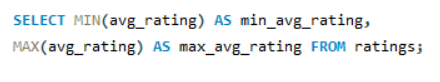 SELECT MIN(avg_rating) AS min_avg_rating,
MAX(avg_rating) AS max_avg_rating FROM ratings;